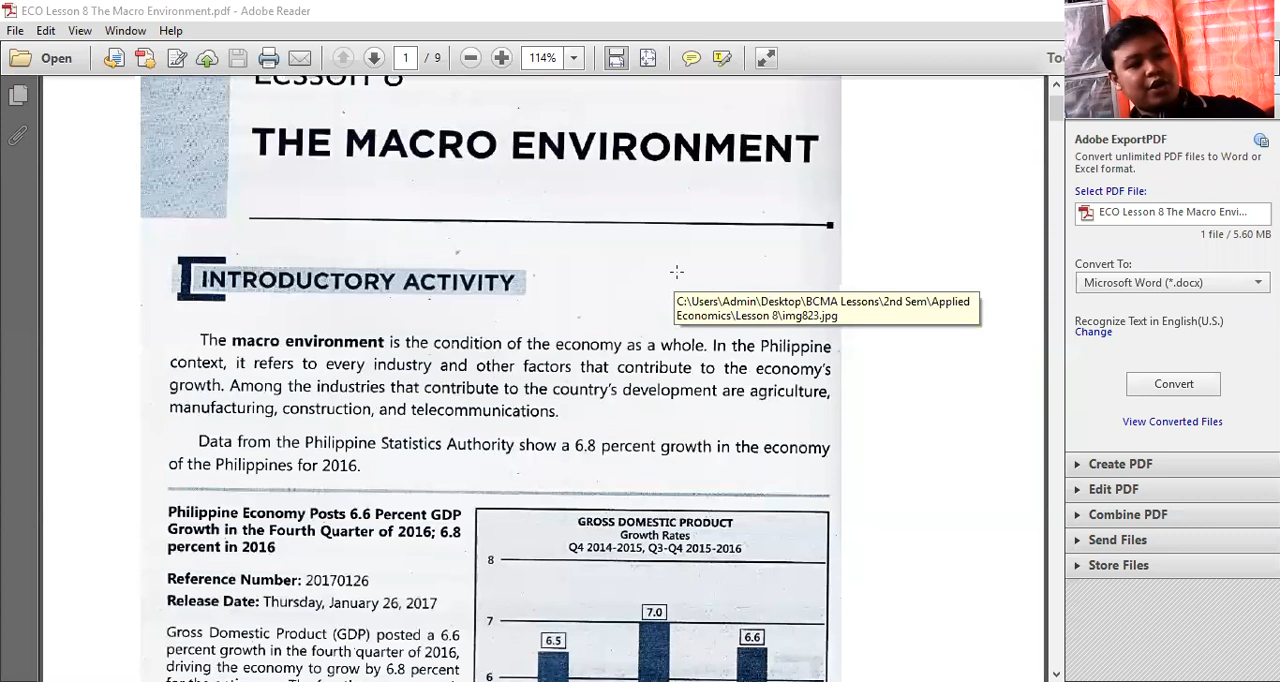 ECO Lesson 8 The Macro Environment.pdf - Adobe Reader
File Edit View Window Help
Open 1 / 9 114% To
Lesson 8
THE MACRO ENVIRONMENT
INTRODUCTORY ACTIVITY
C:\Users\Admin\Desktop\BCMA Lessons\2nd Sem\Applied
Economics\Lesson 8\img823.jpg
The macro environment is the condition of the economy as a whole. In the Philippine
context, it refers to every industry and other factors that contribute to the economy's
growth. Among the industries that contribute to the country's development are agriculture,
manufacturing, construction, and telecommunications.
Data from the Philippine Statistics Authority show a 6.8 percent growth in the economy
of the Philippines for 2016.
Philippine Economy Posts 6.6 Percent GDP
Growth in the Fourth Quarter of 2016; 6.8
percent in 2016
Reference Number: 20170126
Release Date: Thursday, January 26, 2017
Gross Domestic Product (GDP) posted a 6.6
percent growth in the fourth quarter of 2016,
driving the economy to grow by 6.8 percent
GROSS DOMESTIC PRODUCT
Growth Rates
Q4 2014-2015, Q3-Q4 2015-2016
8
7
6
6.5
7.0
6.6
Adobe ExportPDF
Convert unlimited PDF files to Word or
Excel format.
Select PDF File:
ECO Lesson 8 The Macro Envi...
1 file / 5.60 MB
Convert To:
Microsoft Word (*.docx)
Recognize Text in English(U.S.)
Change
Convert
View Converted Files
Create PDF
Edit PDF
Combine PDF
Send Files
Store Files